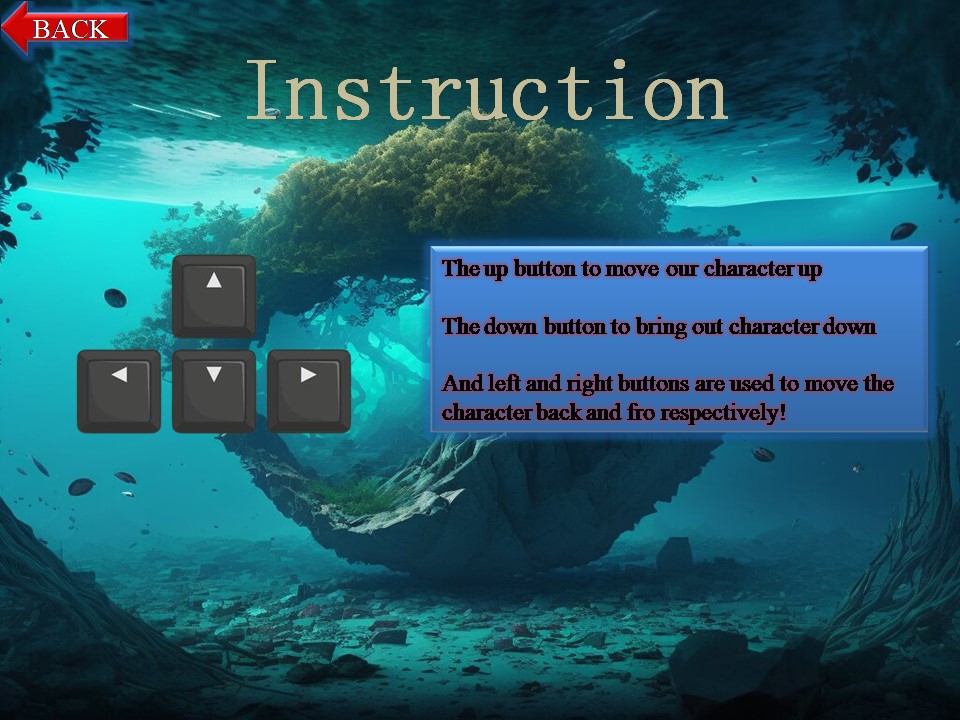 BACK
Instruction
The up button to move our character up
The down button to bring out character down
And left and right buttons are used to move the
character back and fro respectively!